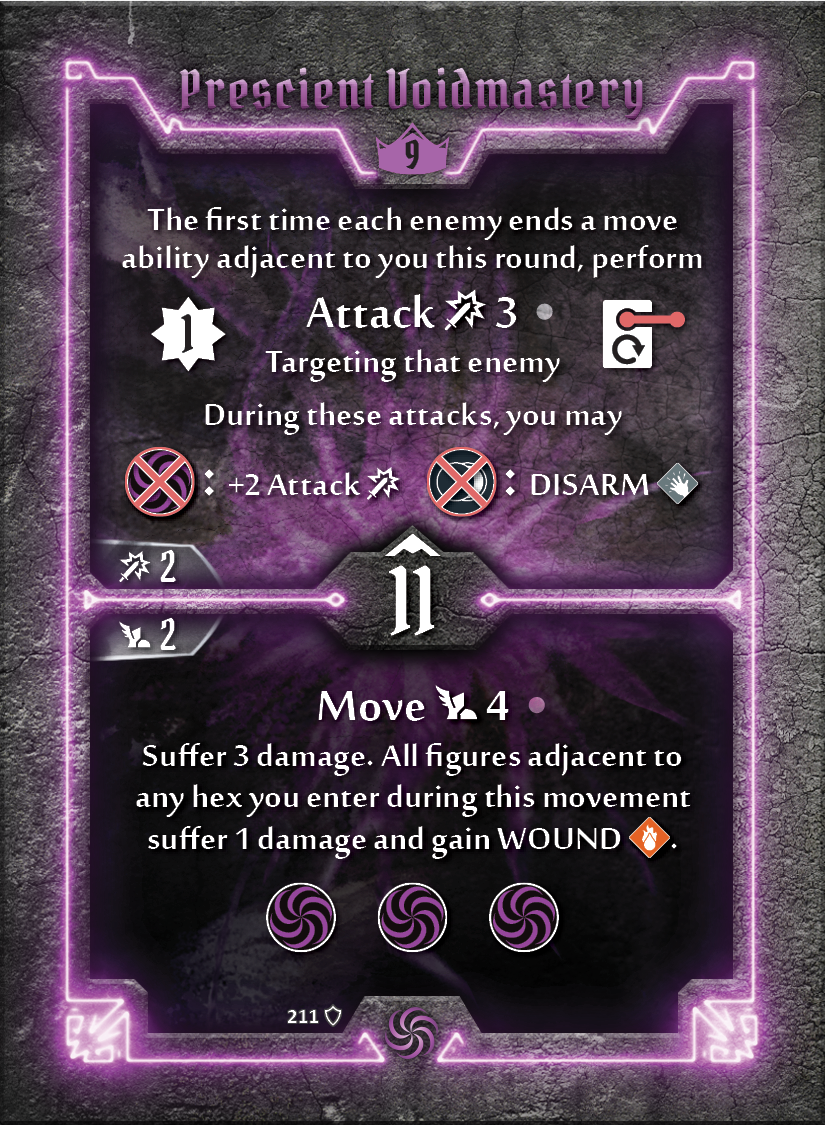 Prescient Voidmastery
9
The first time each enemy ends a move
ability adjacent to you this round, perform
1
Attack 3
Targeting that enemy
During these attacks, you may
: +2 Attack : DISARM
2
11
2
Move 4
Suffer 3 damage. All figures adjacent to
any hex you enter during this movement
suffer 1 damage and gain WOUND .
211